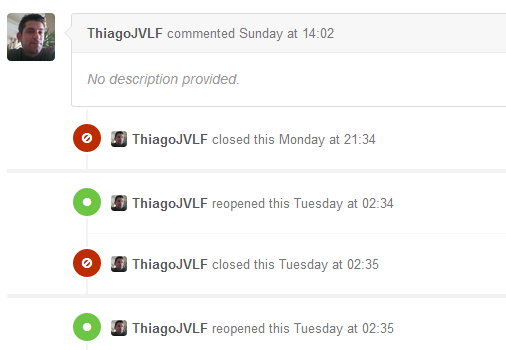 ThiagoJVLF commented Sunday at 14:02
No description provided.
ThiagoJVLF closed this Monday at 21:34
ThiagoJVLF reopened this Tuesday at 02:34
ThiagoJVLF closed this Tuesday at 02:35
ThiagoJVLF reopened this Tuesday at 02:35